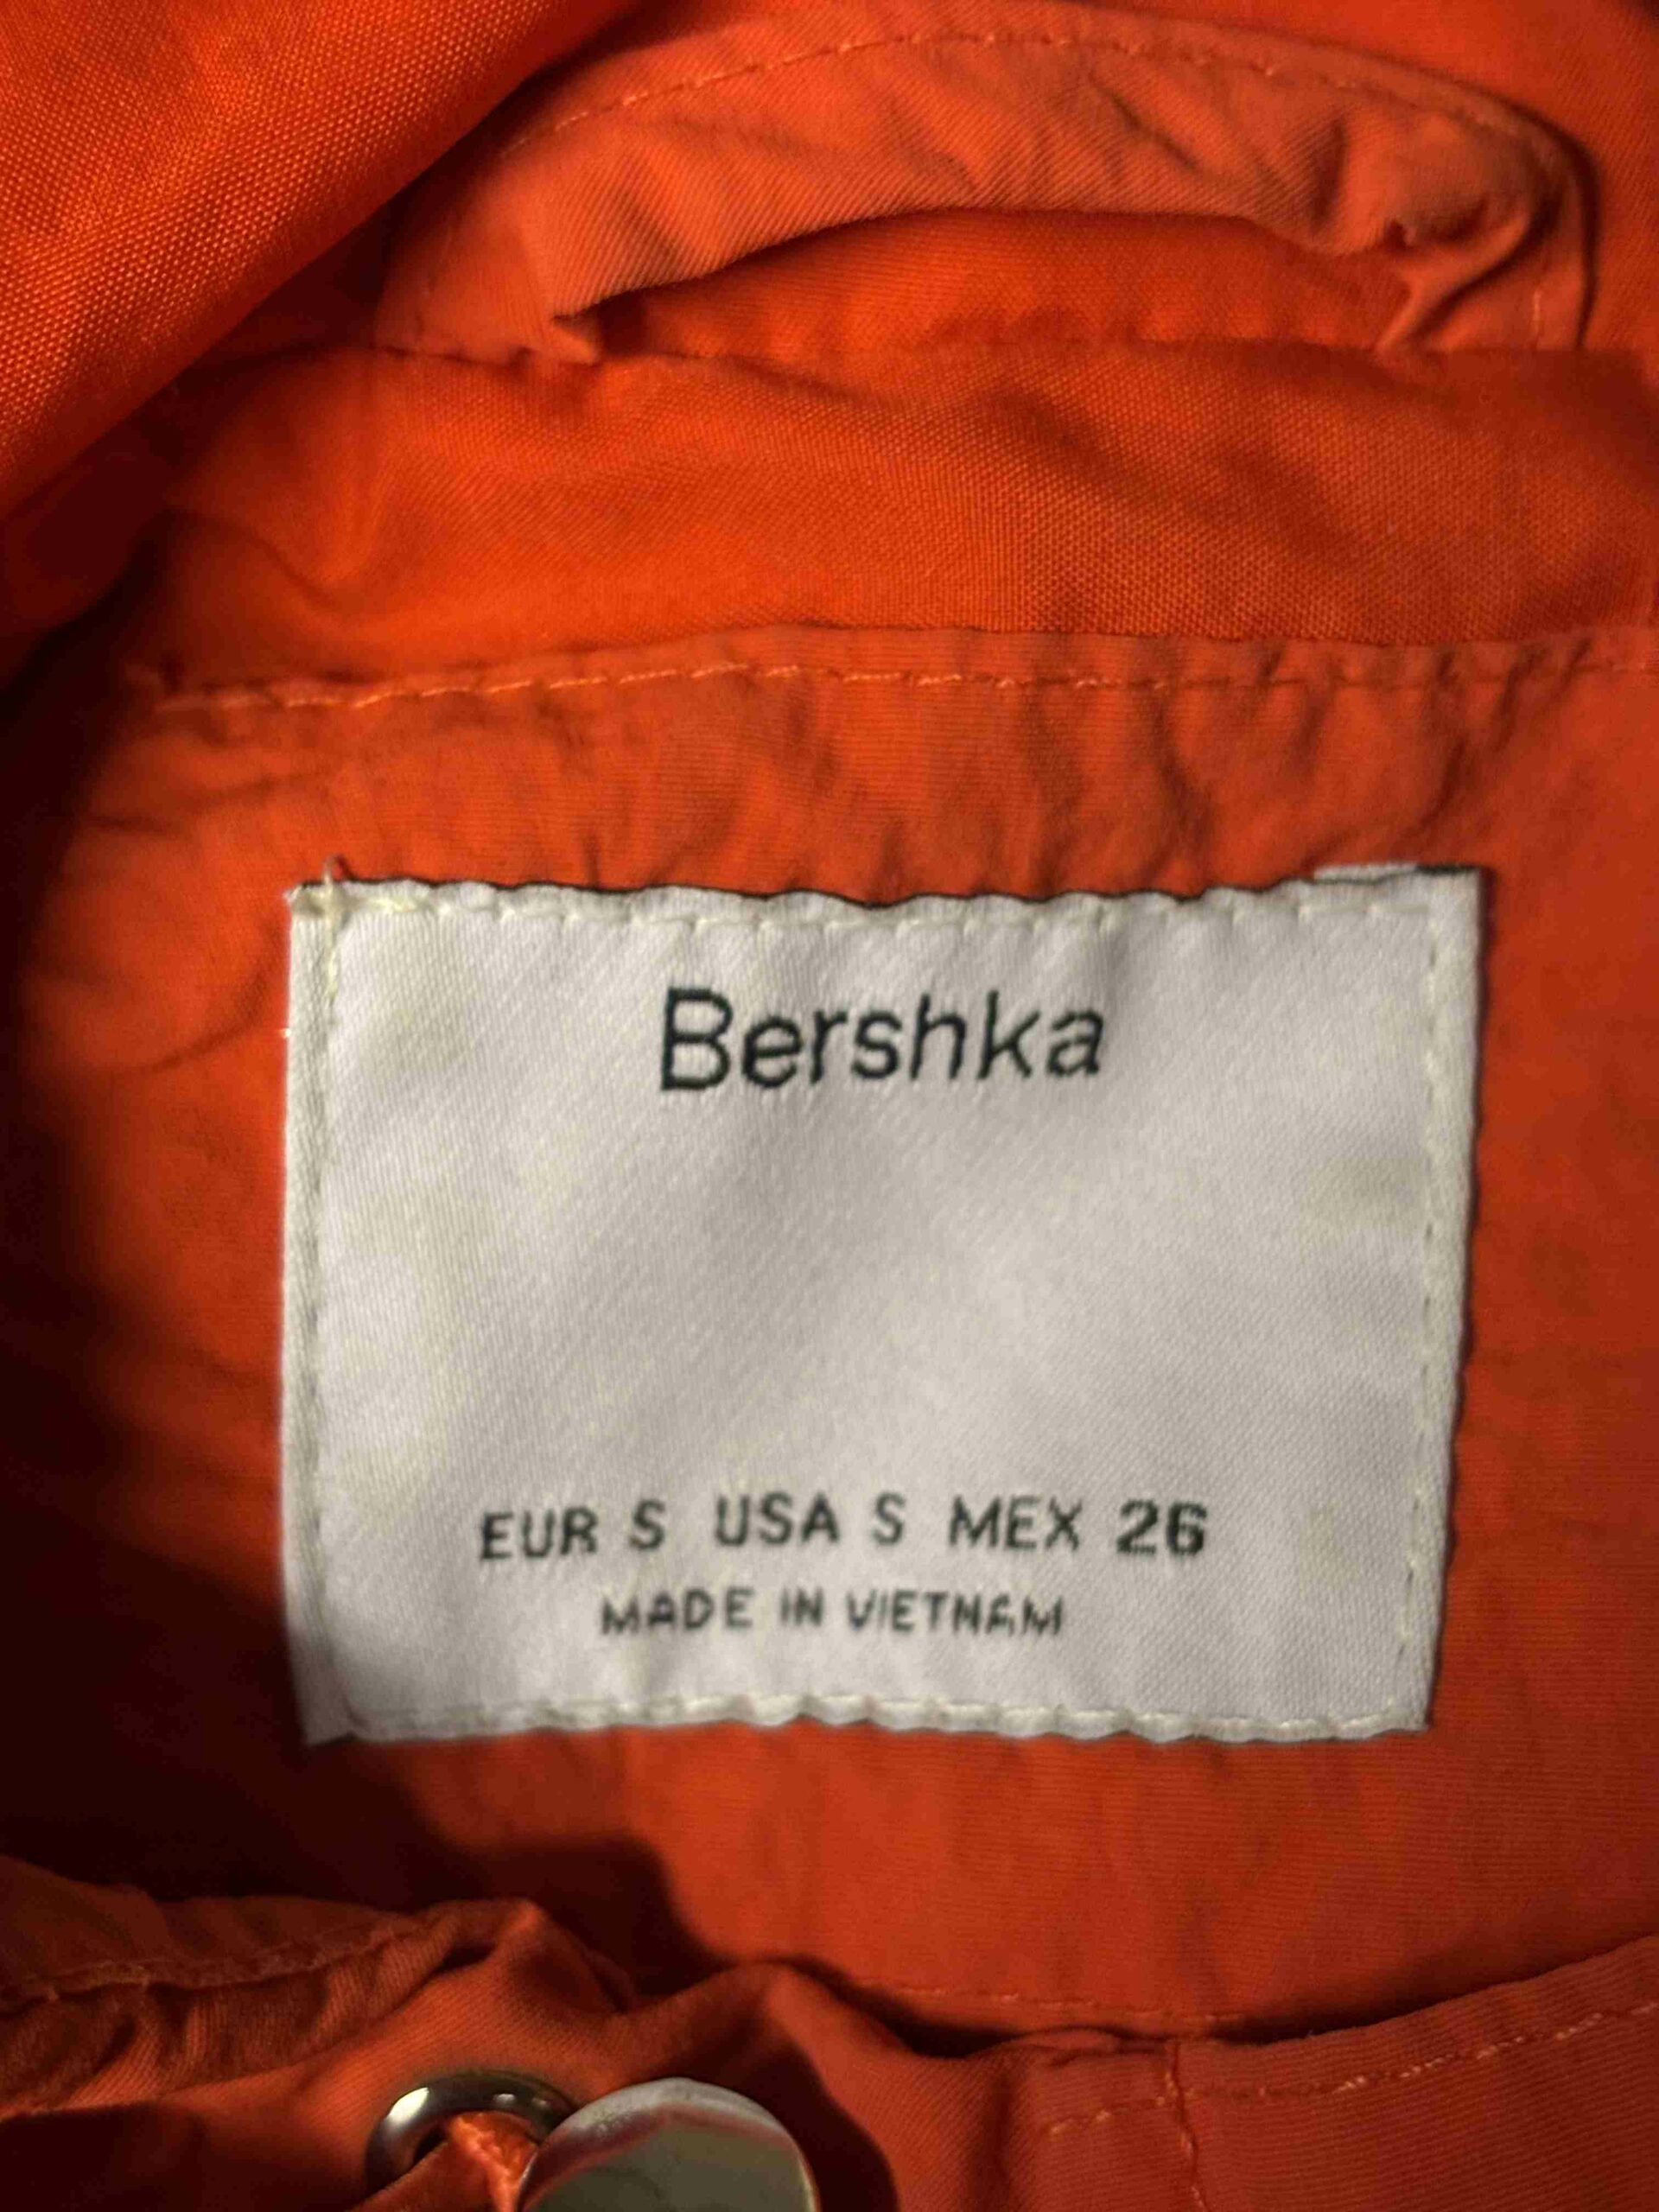 Bershka
EUR S USA S MEX 26
MADE IN VIETNAM